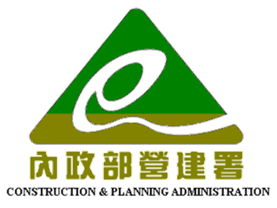 內政部營建署
CONSTRUCTION & PLANNING ADMINISTRATION